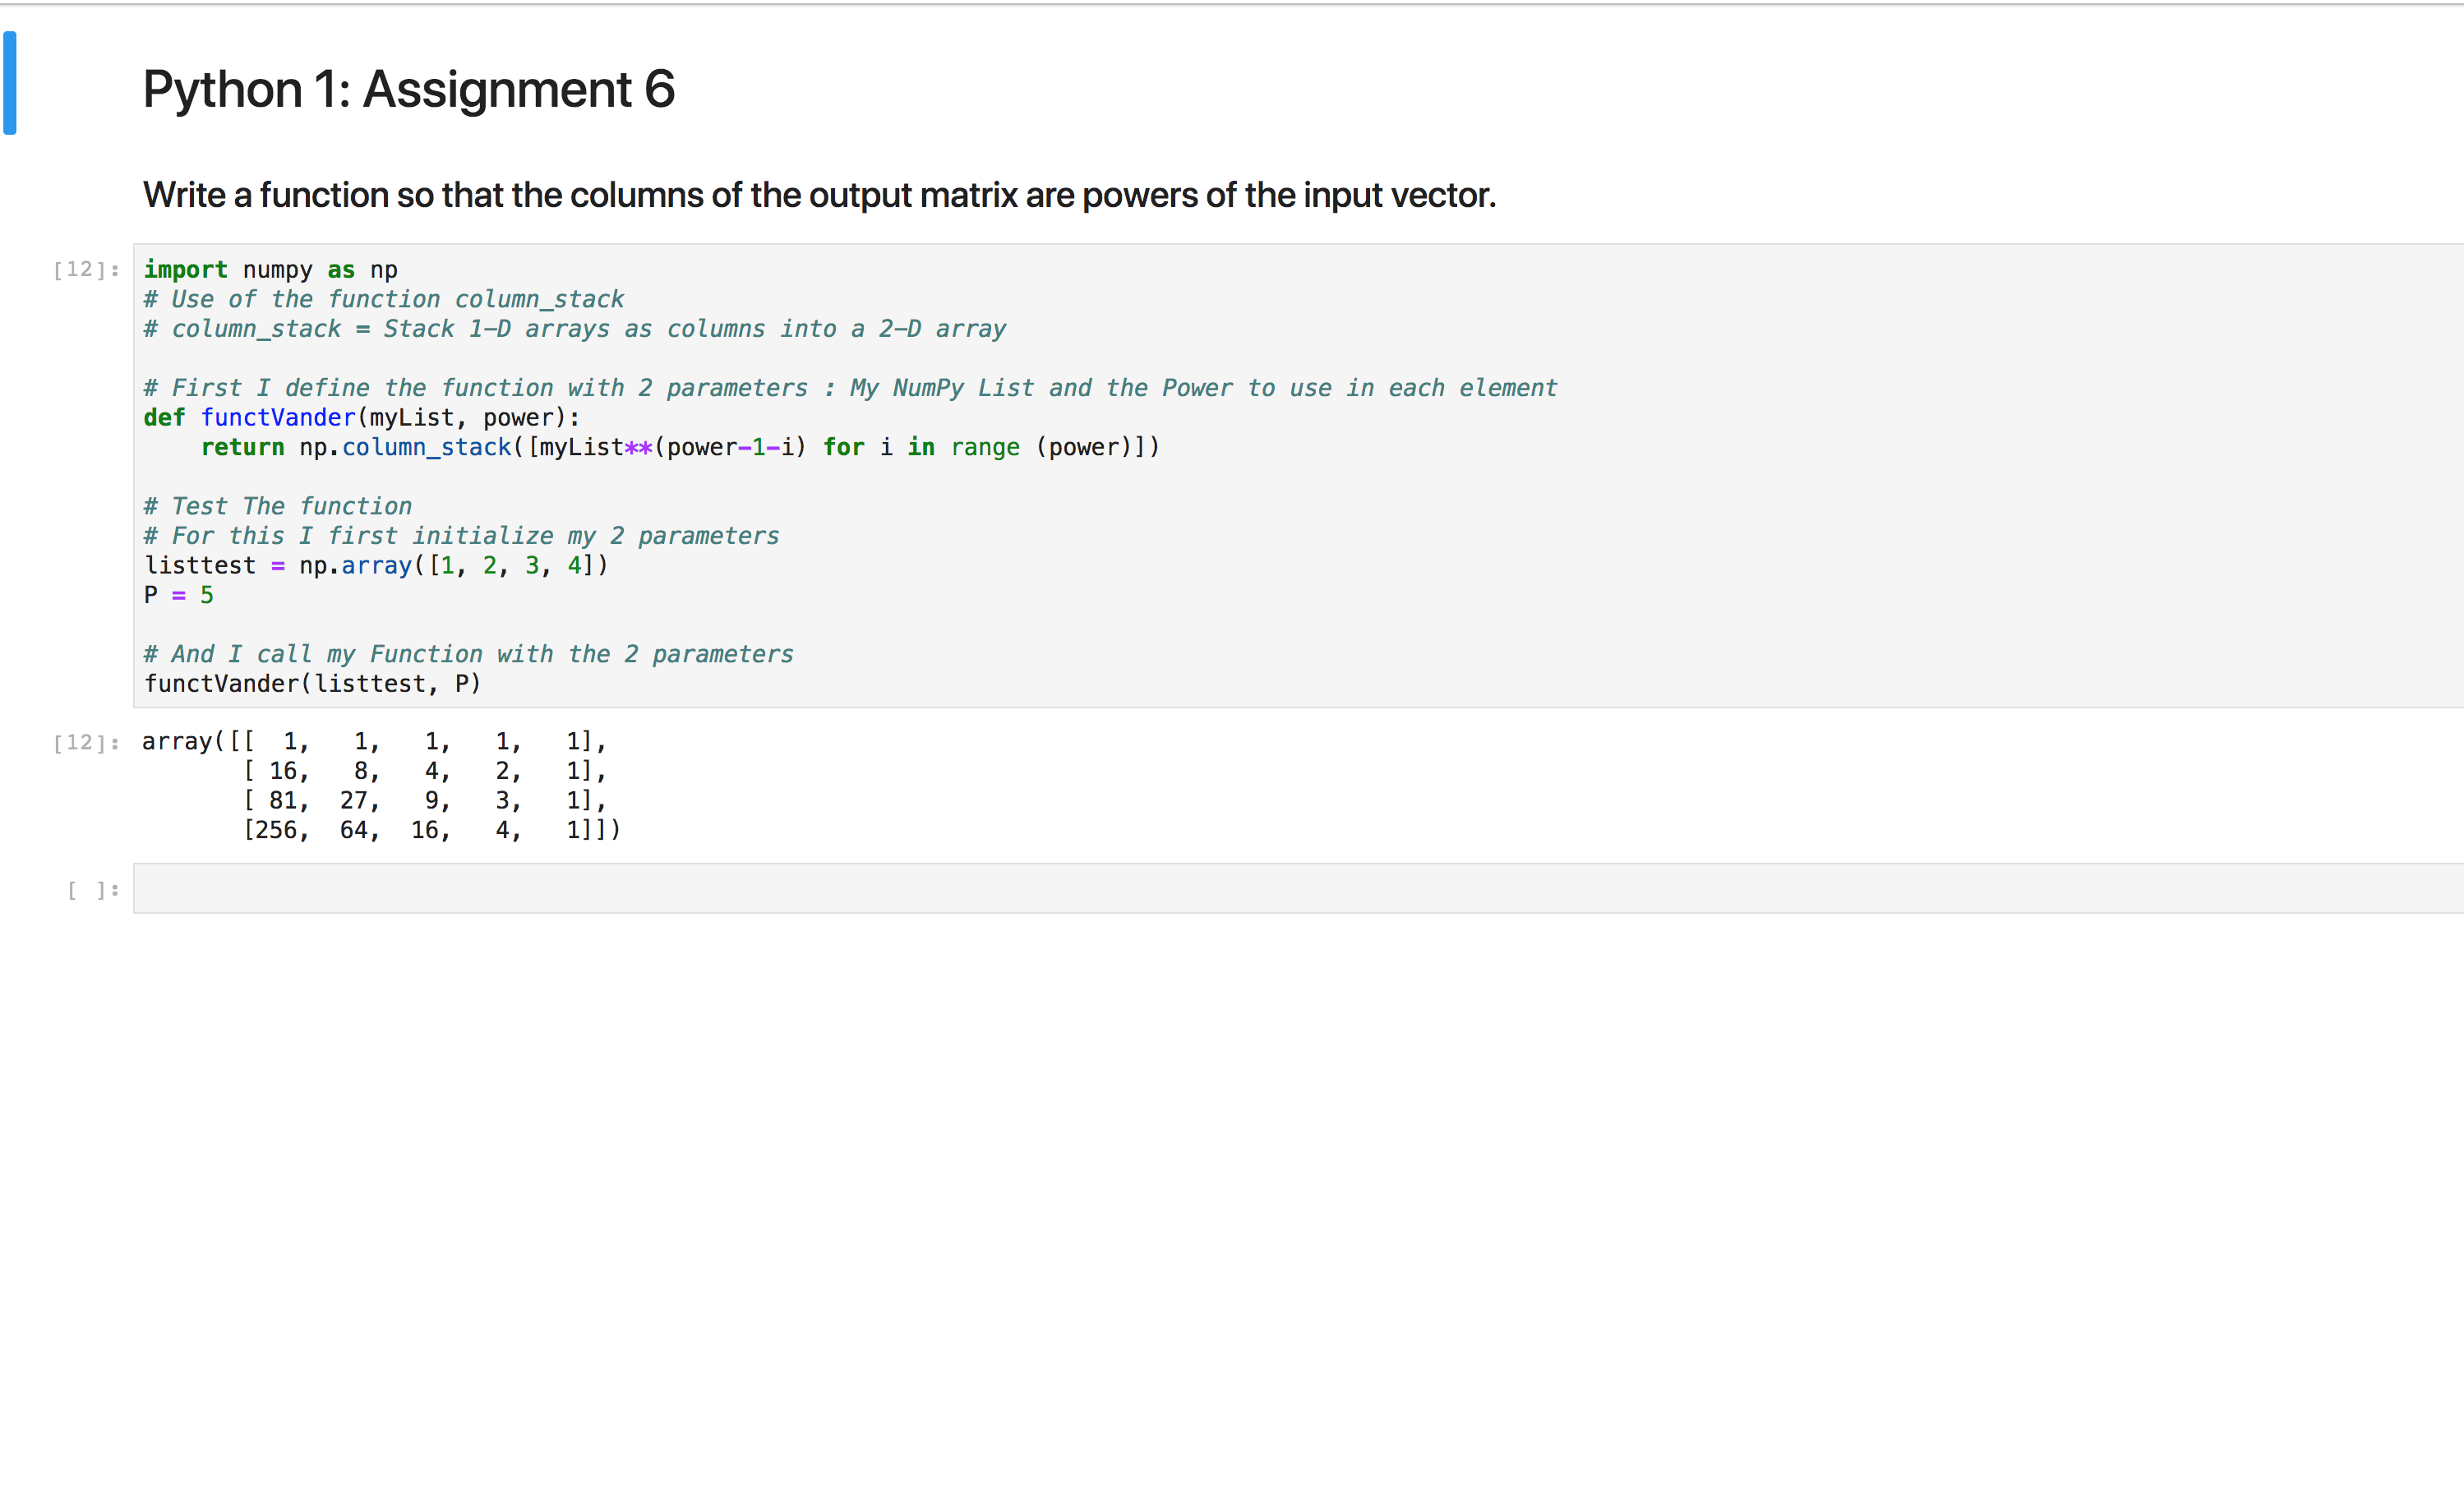 Python 1: Assignment 6
Write a function so that the columns of the output matrix are powers of the input vector.
[12]: import numpy as np
# Use of the function column_stack
# column_stack = Stack 1-D arrays as columns into a 2-D array
# First I define the function with 2 parameters : My NumPy List and the Power to use in each element
def functVander(myList, power):
    return np.column_stack([myList**(power-1-i) for i in range (power)])
# Test The function
# For this I first initialize my 2 parameters
listtest = np.array([1, 2, 3, 4])
P = 5
# And I call my Function with the 2 parameters
functVander(listtest, P)
[12]: array([[  1,   1,   1,   1,   1],
       [ 16,   8,   4,   2,   1],
       [ 81,  27,   9,   3,   1],
       [256,  64,  16,   4,   1]])
[ ]: